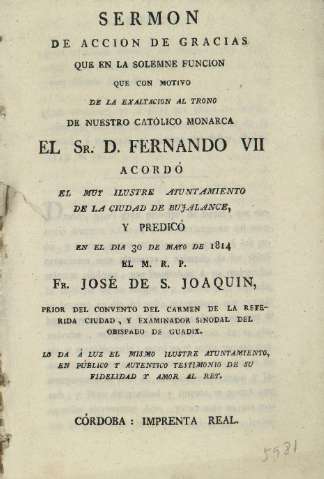 SERMON
DE ACCION DE GRACIAS
QUE EN LA SOLEMNE FUNCION
QUE CON MOTIVO
DE LA EXALTACION AL TRONO
DE NUESTRO CATÓLICO MONARCA
EL SR. D. FERNANDO VII
ACORDÓ
EL MUY ILUSTRE AYUNTAMIENTO
DE LA CIUDAD DE BUJALANCE,
Y PREDICÓ
EN EL DIA 30 DE MAYO DE 1814
EL M. R. P.
FR. JOSÉ DE S. JOAQUIN,
PRIOR DEL CONVENTO DEL CARMEN DE LA REFE-
RIDA CIUDAD, Y EXAMINADOR SINODAL DEL
OBISPADO DE GUADIX.
LO DA Á LUZ EL MISMO ILUSTRE AYUNTAMIENTO,
EN PÚBLICO Y AUTENTICO TESTIMONIO DE SU
FIDELIDAD Y AMOR AL REY.
CÓRDOBA: IMPRENTA REAL.
5981